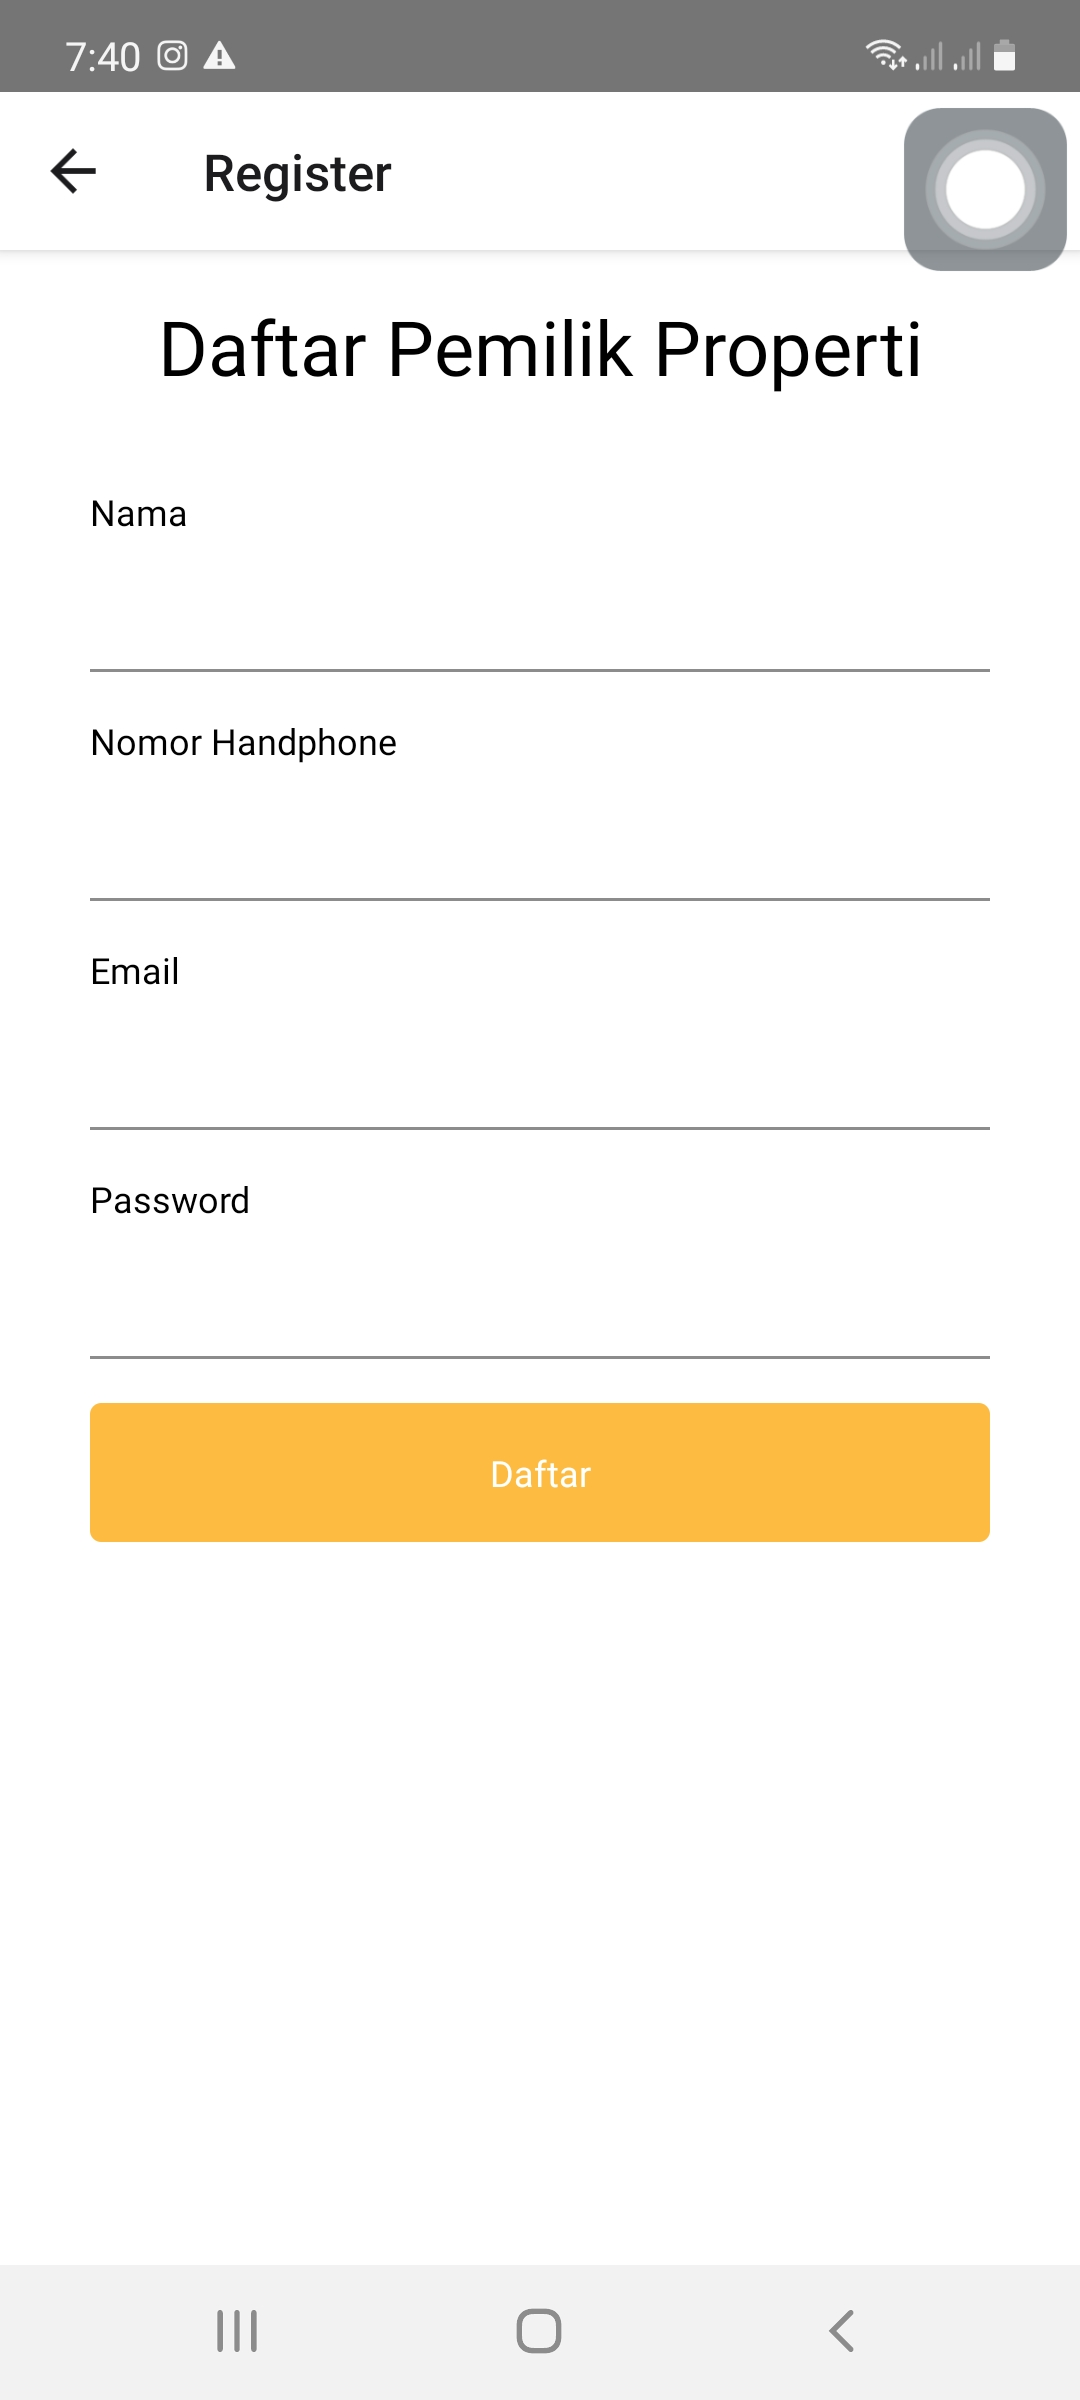 7:40
Register
Daftar Pemilik Properti
Nama
Nomor Handphone
Email
Password
Daftar